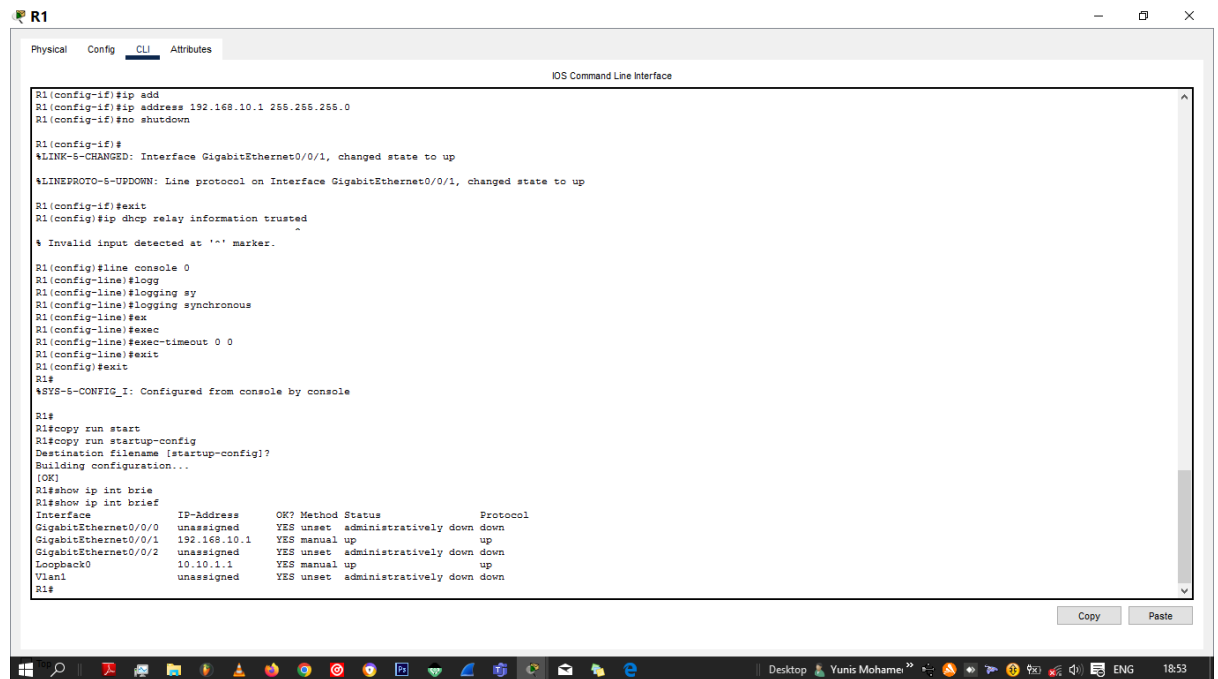 R1
Physical Config CLI Attributes
IOS Command Line Interface
R1(config-if)#ip add
R1(config-if)#ip address 192.168.10.1 255.255.255.0
R1(config-if)#no shutdown
R1(config-if)#
%LINK-5-CHANGED: Interface GigabitEthernet0/0/1, changed state to up
%LINEPROTO-5-UPDOWN: Line protocol on Interface GigabitEthernet0/0/1, changed state to up
R1(config-if)#exit
R1(config)#ip dhcp relay information trusted
^
% Invalid input detected at '^' marker.
R1(config)#line console 0
R1(config-line)#logg
R1(config-line)#logging sy
R1(config-line)#logging synchronous
R1(config-line)#ex
R1(config-line)#exec
R1(config-line)#exec-timeout 0 0
R1(config-line)#exit
R1(config)#exit
R1#
%SYS-5-CONFIG_I: Configured from console by console
R1#
R1#copy run start
R1#copy run startup-config
Destination filename [startup-config]?
Building configuration...
[OK]
R1#show ip int brie
R1#show ip int brief
Interface IP-Address OK? Method Status Protocol
GigabitEthernet0/0/0 unassigned YES unset administratively down down
GigabitEthernet0/0/1 192.168.10.1 YES manual up up
GigabitEthernet0/0/2 unassigned YES unset administratively down down
Loopback0 10.10.1.1 YES manual up up
Vlan1 unassigned YES unset administratively down down
R1#
Copy Paste
Top
Desktop Yunis Mohame ENG 18:53